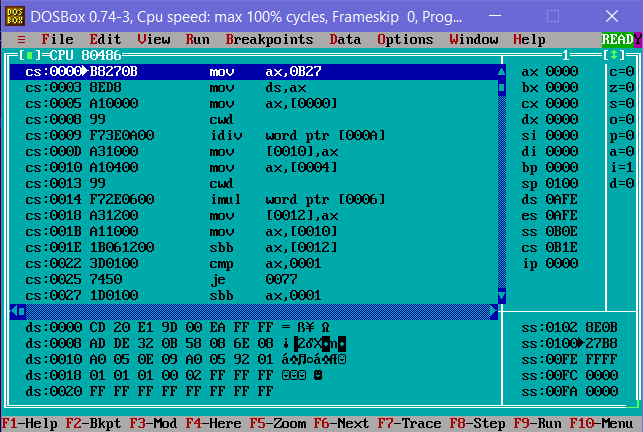 DOSBox 0.74-3, Cpu speed: max 100% cycles, Frameskip 0, Prog...
≡ File Edit View Run Breakpoints Data Options Window Help READY
[■]=CPU 80486 1=[↕]
cs:0000►B8270B mov ax,0B27 ax 0000 c=0
cs:0003 8ED8 mov ds,ax bx 0000 z=0
cs:0005 A10000 mov ax,[0000] cx 0000 s=0
cs:0008 99 cwd dx 0000 o=0
cs:0009 F73E0A00 idiv word ptr [000A] si 0000 p=0
cs:000D A31000 mov [0010],ax di 0000 a=0
cs:0010 A10400 mov ax,[0004] bp 0000 i=1
cs:0013 99 cwd sp 0100 d=0
cs:0014 F72E0600 imul word ptr [0006] ds 0AFE
cs:0018 A31200 mov [0012],ax es 0AFE
cs:001B A11000 mov ax,[0010] ss 0B0E
cs:001E 1B061200 sbb ax,[0012] cs 0B1E
cs:0022 3D0100 cmp ax,0001 ip 0000
cs:0025 7450 je 0077
cs:0027 1D0100 sbb ax,0001
ds:0000 CD 20 E1 9D 00 EA FF FF = ß¥ Ω ss:0102 8E0B
ds:0008 AD DE 32 0B 58 08 6E 08 ss:0100►27B8
ds:0010 A0 05 0E 09 A0 05 92 01 ss:00FE FFFF
ds:0018 01 01 01 00 02 FF FF FF ☺☺☺ ☻ ss:00FC 0000
ds:0020 FF FF FF FF FF FF FF FF ss:00FA 0000
F1-Help F2-Bkpt F3-Mod F4-Here F5-Zoom F6-Next F7-Trace F8-Step F9-Run F10-Menu